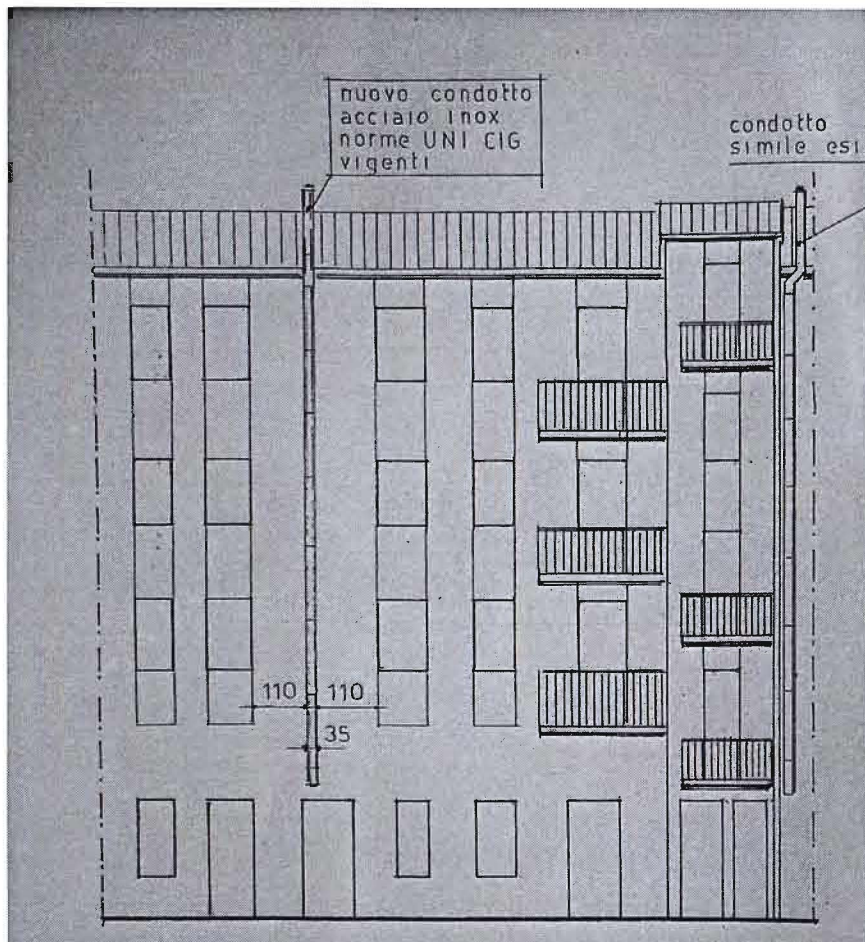 nuovo condotto
acciaio inox
norme UNI CIG
vigenti
condotto
simile esi
110
110
35